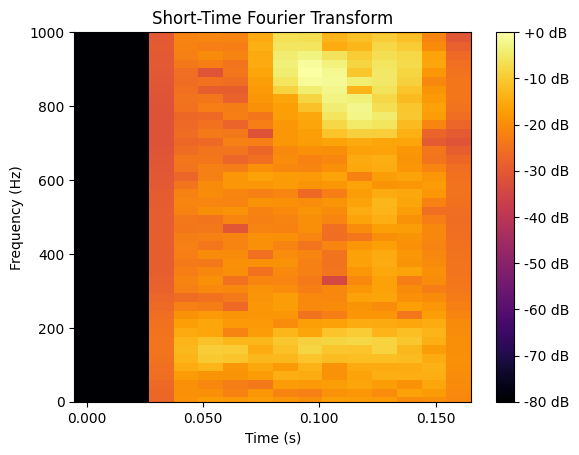 Short-Time Fourier Transform
1000
800
600
400
200
0
Frequency (Hz)
0.000
0.050
0.100
0.150
Time (s)
+0 dB
-10 dB
-20 dB
-30 dB
-40 dB
-50 dB
-60 dB
-70 dB
-80 dB